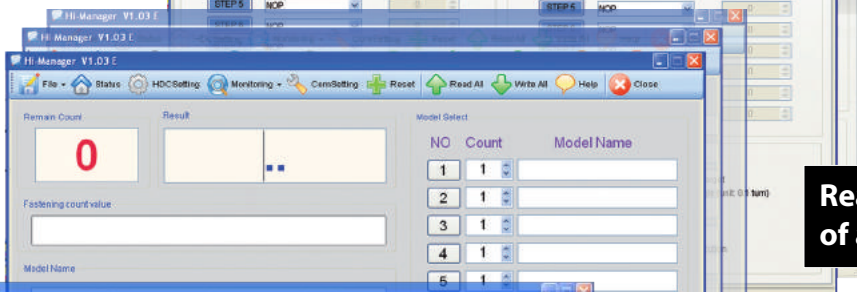 STEP 5 NOP STEP 5 NOP
Hi-Manager V1.03 E
Hi-Manager V1.03 E
Hi-Manager V1.03 E
File Status HDCSetting Monitoring ComSetting Reset Read All Write All Help Close
Remain Count Result Model Select
0
NO Count Model Name
1 1
2 1
Fastening count value
3 1
4 1
Model Name
5 1
unit: 0.1 turn)
Rea
of a